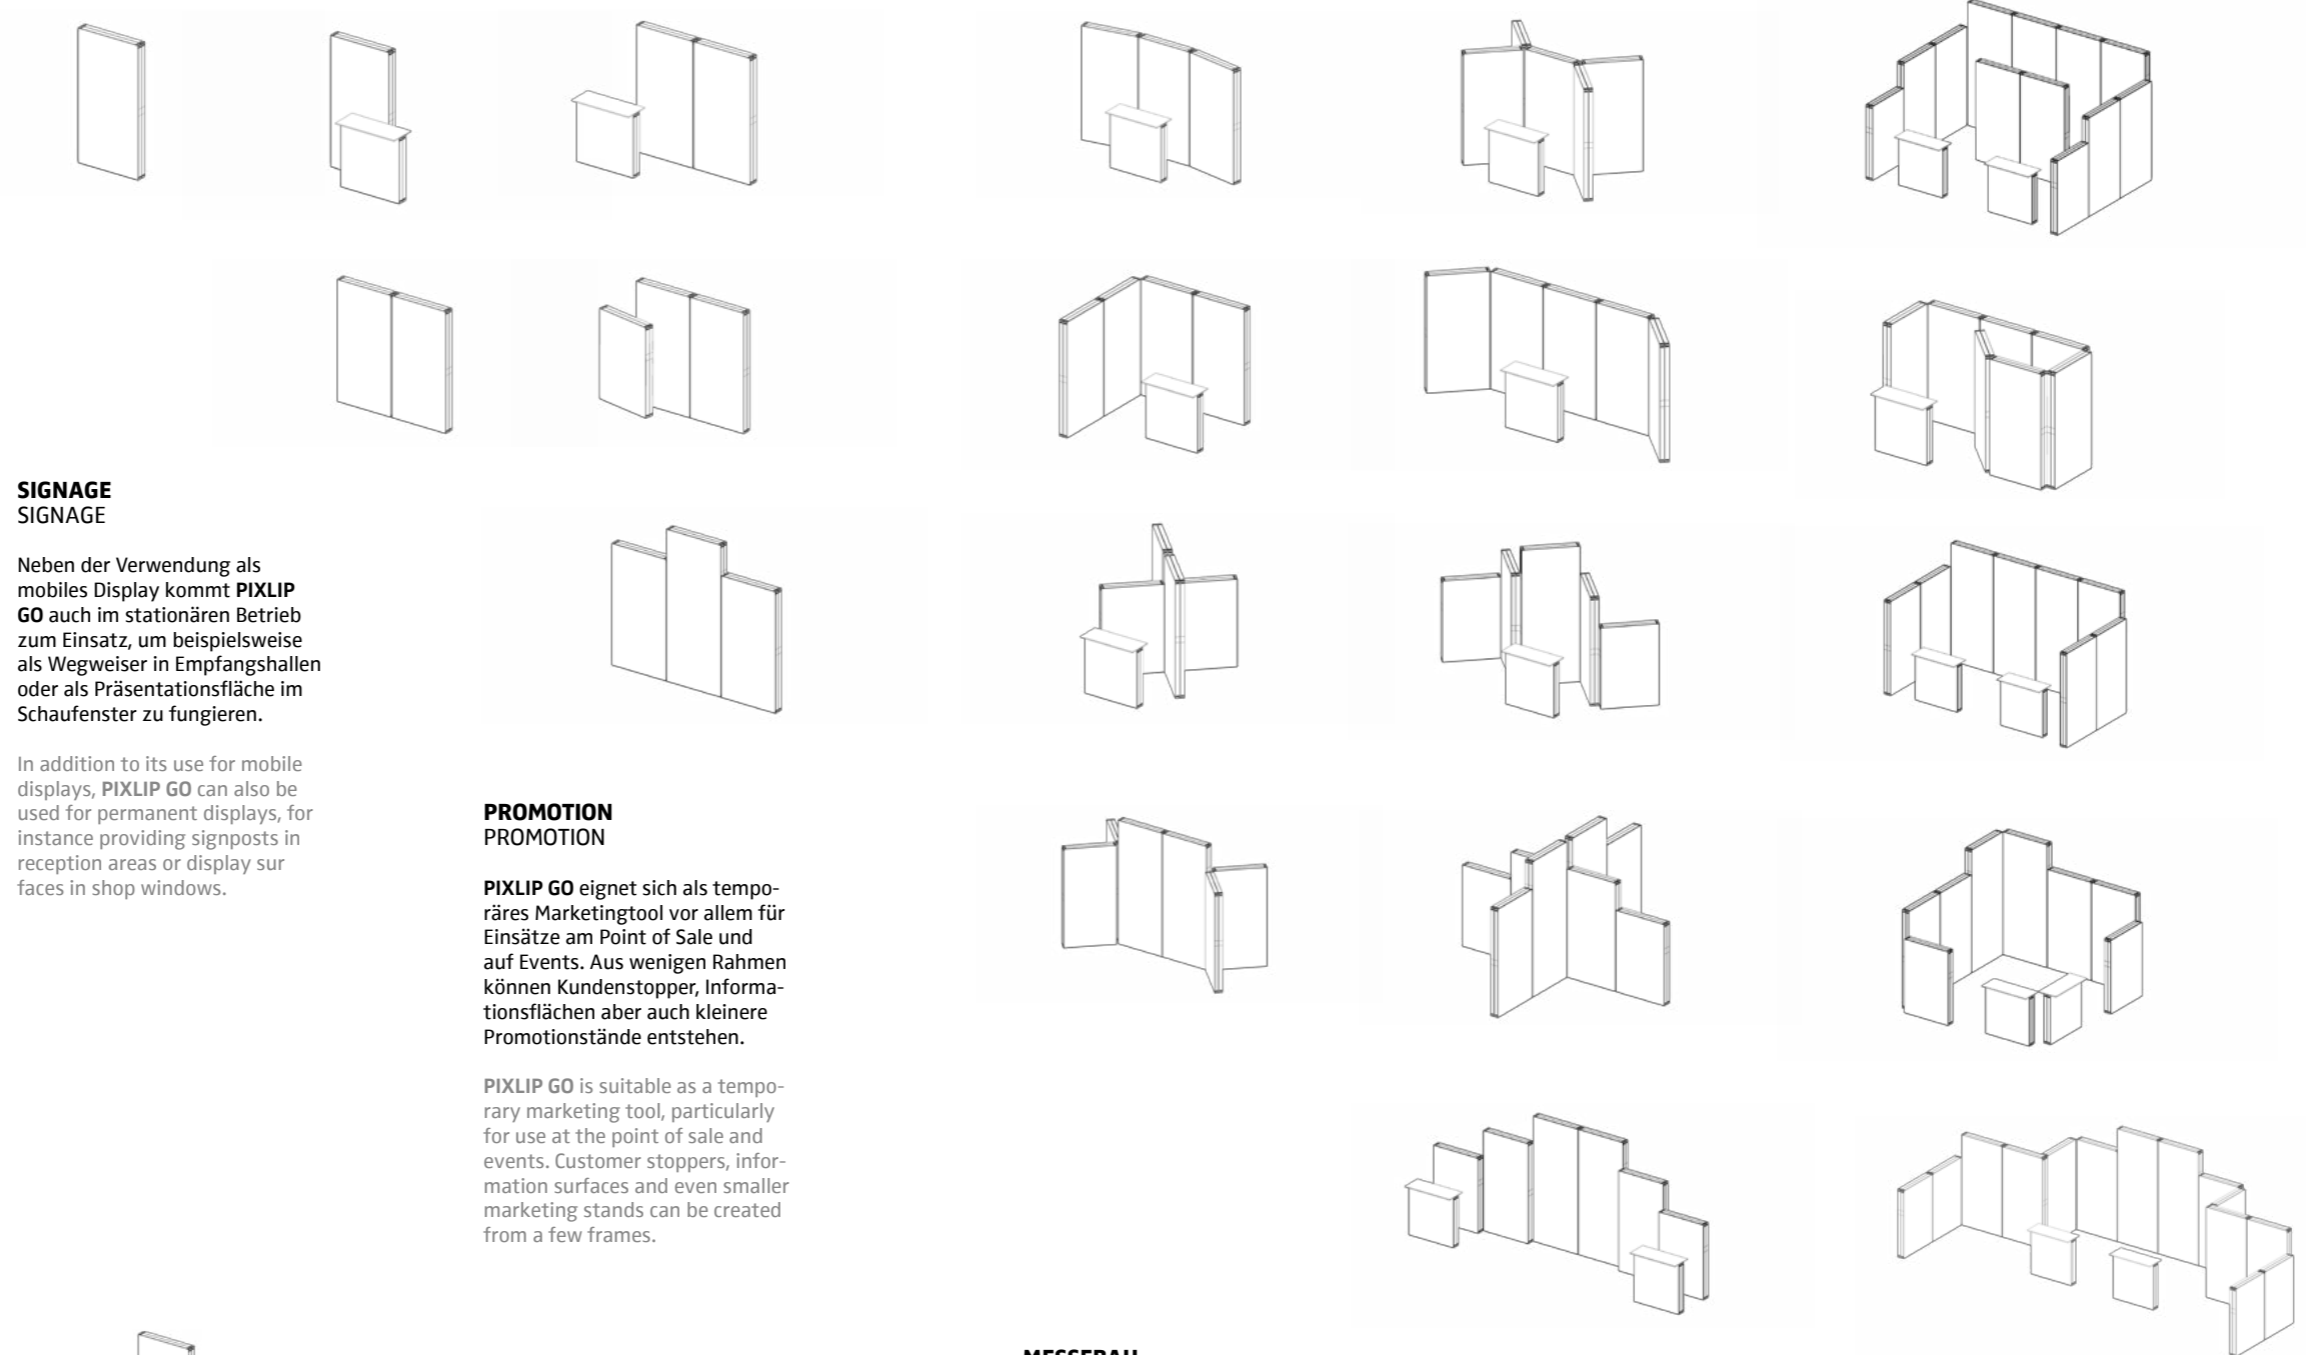 SIGNAGE
SIGNAGE
Neben der Verwendung als
mobiles Display kommt PIXLIP
GO auch im stationären Betrieb
zum Einsatz, um beispielsweise
als Wegweiser in Empfangshallen
oder als Präsentationsfläche im
Schaufenster zu fungieren.
In addition to its use for mobile
displays, PIXLIP GO can also be
used for permanent displays, for
instance providing signposts in
reception areas or display sur
faces in shop windows.
PROMOTION
PROMOTION
PIXLIP GO eignet sich als tempo-
räres Marketingtool vor allem für
Einsätze am Point of Sale und
auf Events. Aus wenigen Rahmen
können Kundenstopper, Informa-
tionsflächen aber auch kleinere
Promotionstände entstehen.
PIXLIP GO is suitable as a tempo-
rary marketing tool, particularly
for use at the point of sale and
events. Customer stoppers, infor-
mation surfaces and even smaller
marketing stands can be created
from a few frames.
MESSEBAU